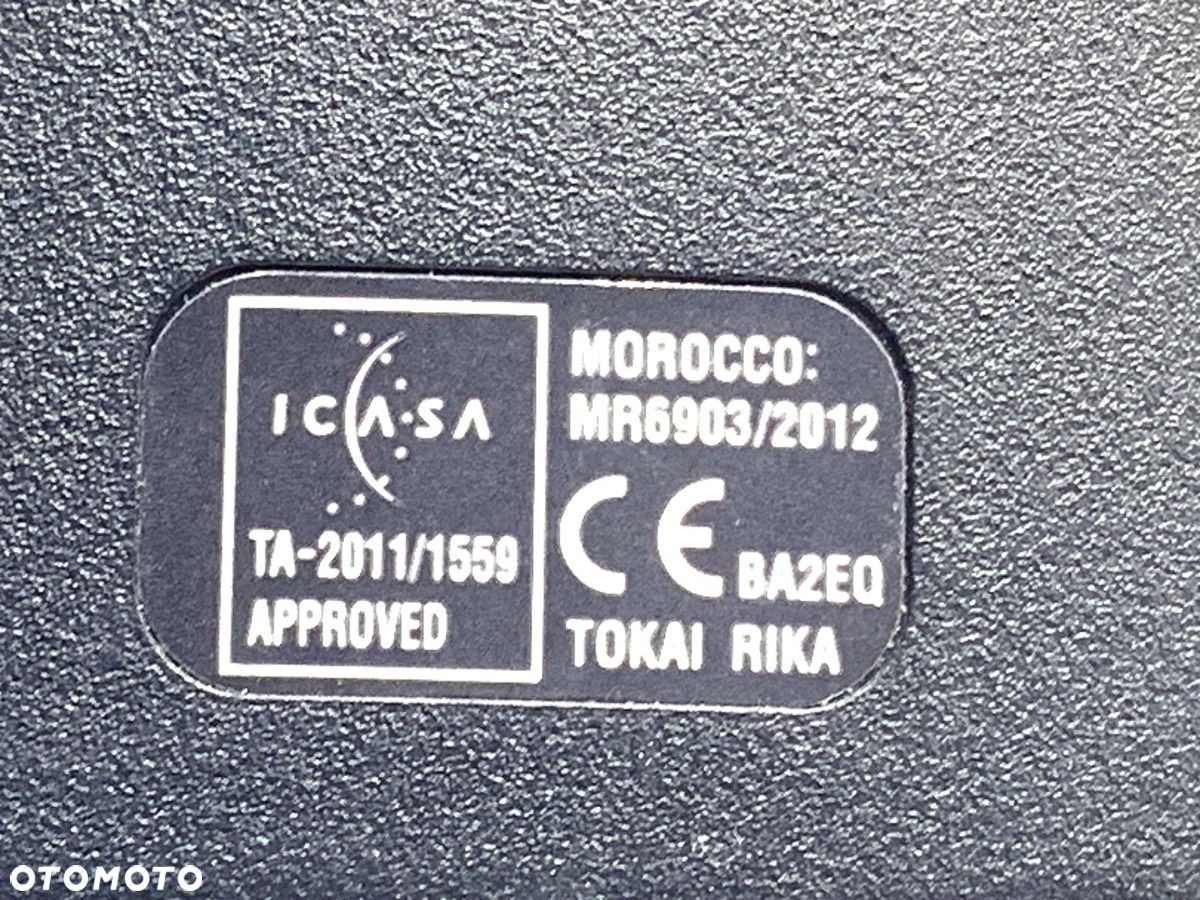 ICASA
TA-2011/1559
APPROVED
MOROCCO:
MR6903/2012
CE BA2EQ
TOKAI RIKA
OTOMOTO